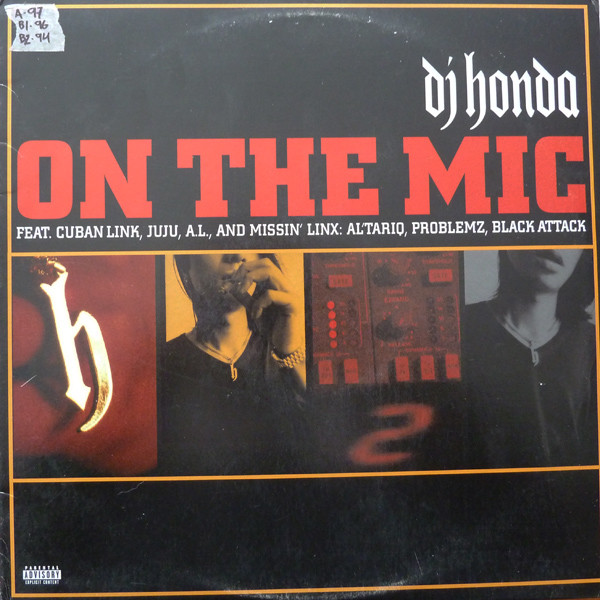 A-97
B1-96
B2-94
dj honda
ON THE MIC
FEAT. CUBAN LINK, JUJU, A.L., AND MISSIN' LINX: AL'TARIQ, PROBLEMZ, BLACK ATTACK
h
2
PARENTAL
ADVISORY
EXPLICIT CONTENT